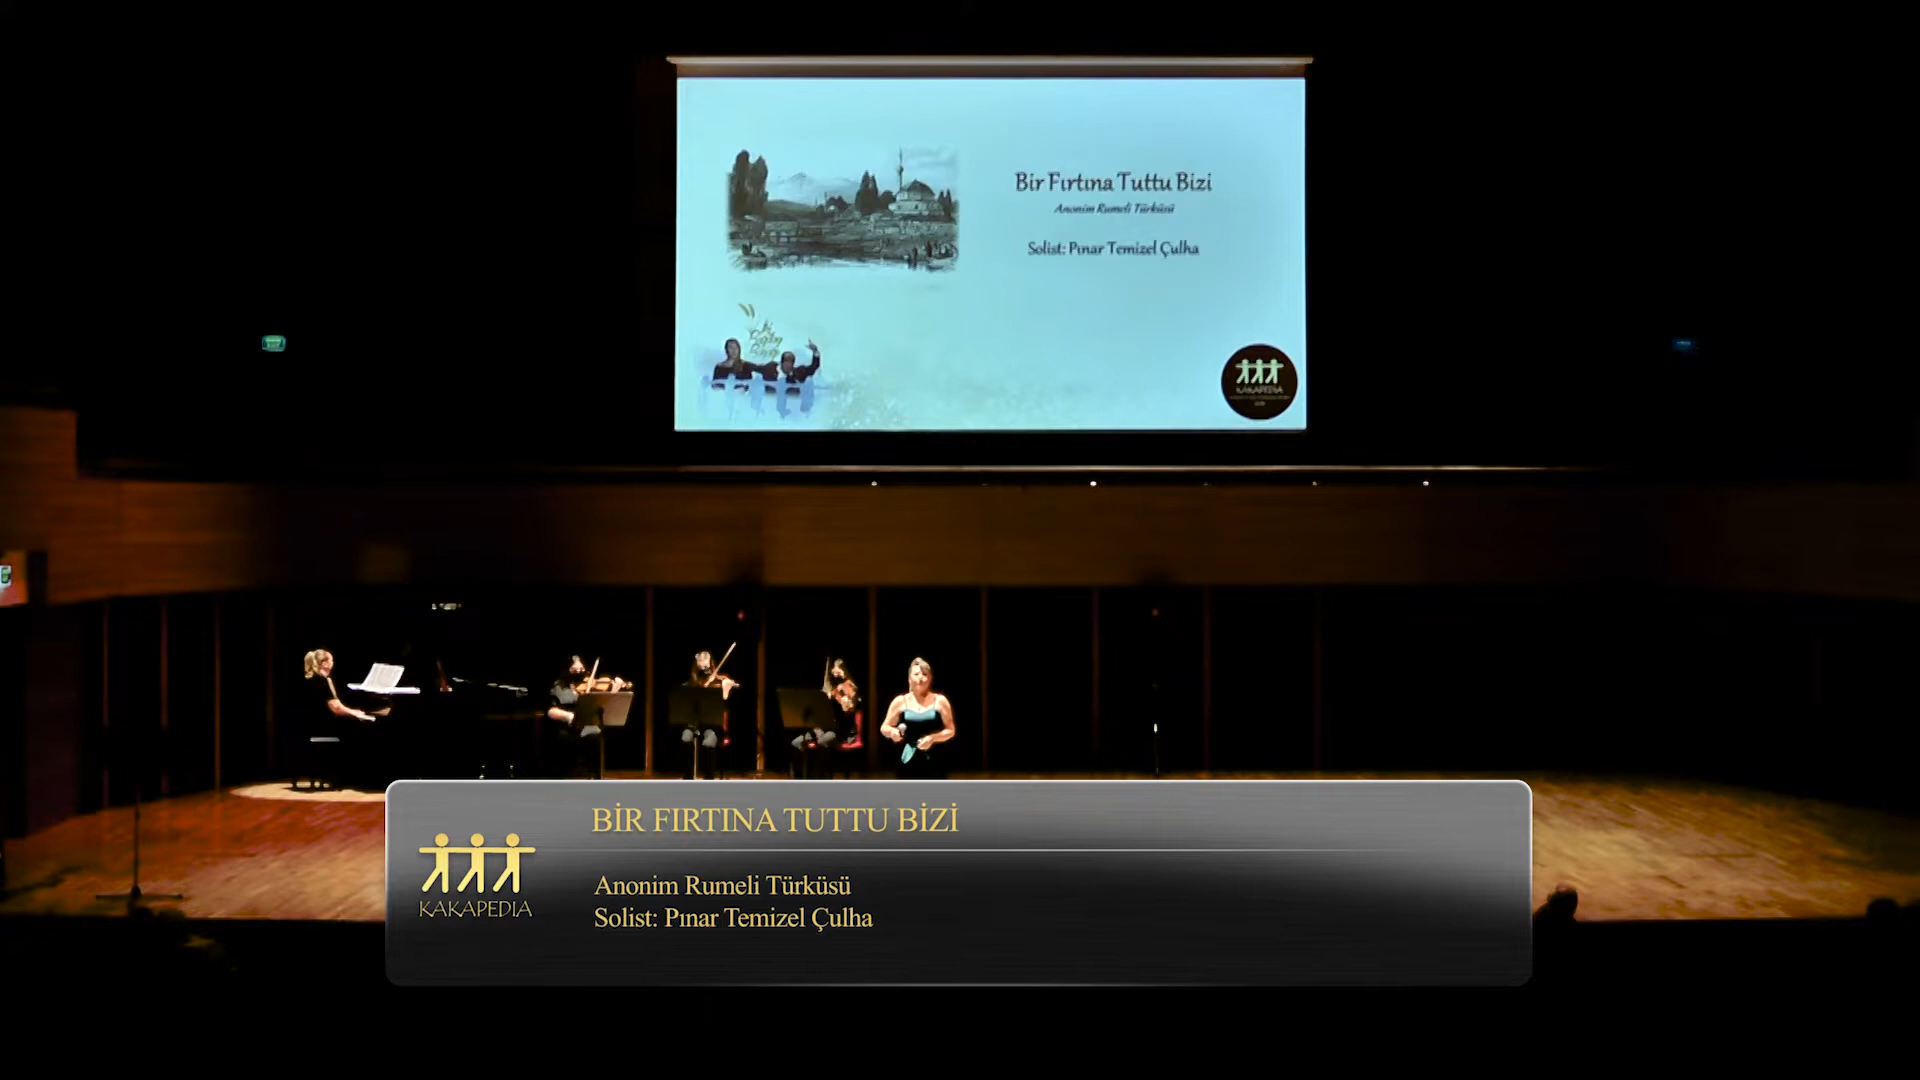 Bir Fırtına Tuttu Bizi
Anonim Rumeli Türküsü
Solist: Pınar Temizel Çulha
KAKAPEDIA
BİR FIRTINA TUTTU BİZİ
Anonim Rumeli Türküsü
Solist: Pınar Temizel Çulha
KAKAPEDIA